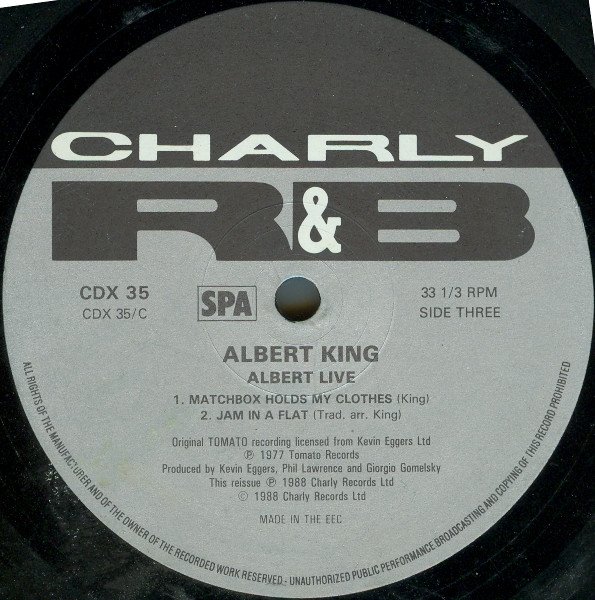 CHARLY
R&B
CDX 35
CDX 35/C
SPA
33 1/3 RPM
SIDE THREE
ALBERT KING
ALBERT LIVE
1. MATCHBOX HOLDS MY CLOTHES (King)
2. JAM IN A FLAT (Trad. arr. King)
Original TOMATO recording licensed from Kevin Eggers Ltd
℗ 1977 Tomato Records
Produced by Kevin Eggers, Phil Lawrence and Giorgio Gomelsky
This reissue ℗ 1988 Charly Records Ltd
© 1988 Charly Records Ltd
MADE IN THE EEC
ALL RIGHTS OF THE MANUFACTURER AND OF THE OWNER OF THE RECORDED WORK RESERVED - UNAUTHORIZED PUBLIC PERFORMANCE BROADCASTING AND COPYING OF THIS RECORD PROHIBITED